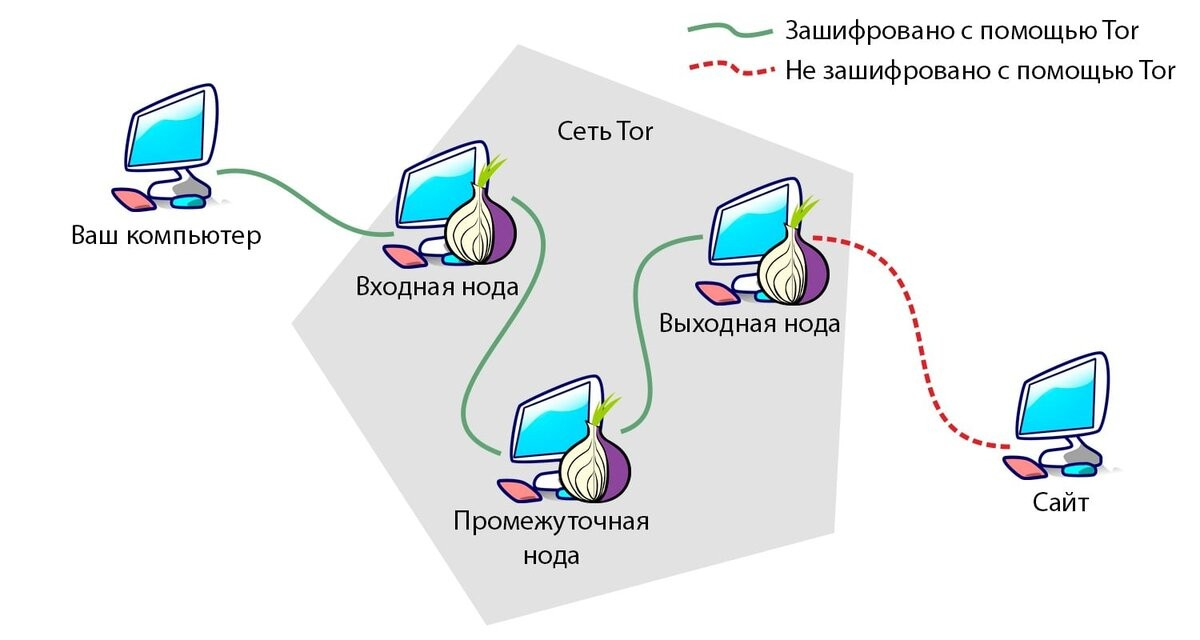 Зашифровано с помощью Tor
Не зашифровано с помощью Tor
Сеть Tor
Ваш компьютер
Входная нода
Выходная нода
Промежуточная
нода
Сайт